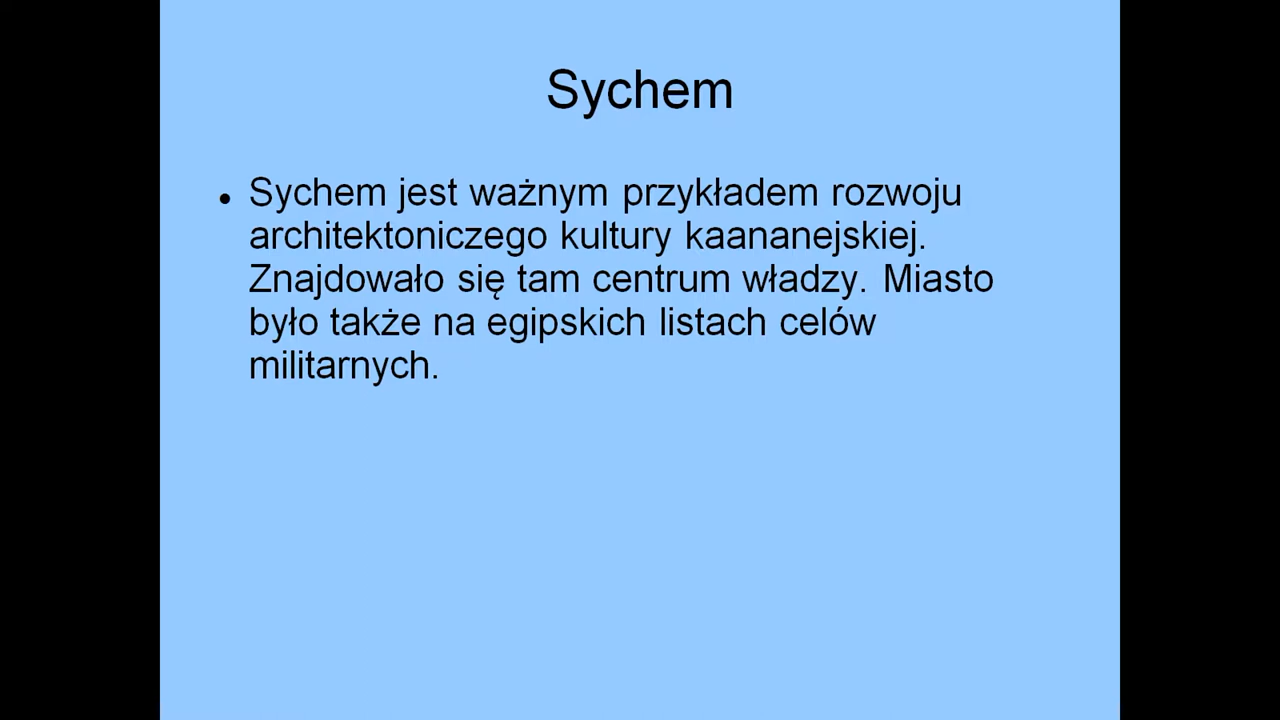 Sychem
• Sychem jest ważnym przykładem rozwoju
architektoniczego kultury kaananejskiej.
Znajdowało się tam centrum władzy. Miasto
było także na egipskich listach celów
militarnych.